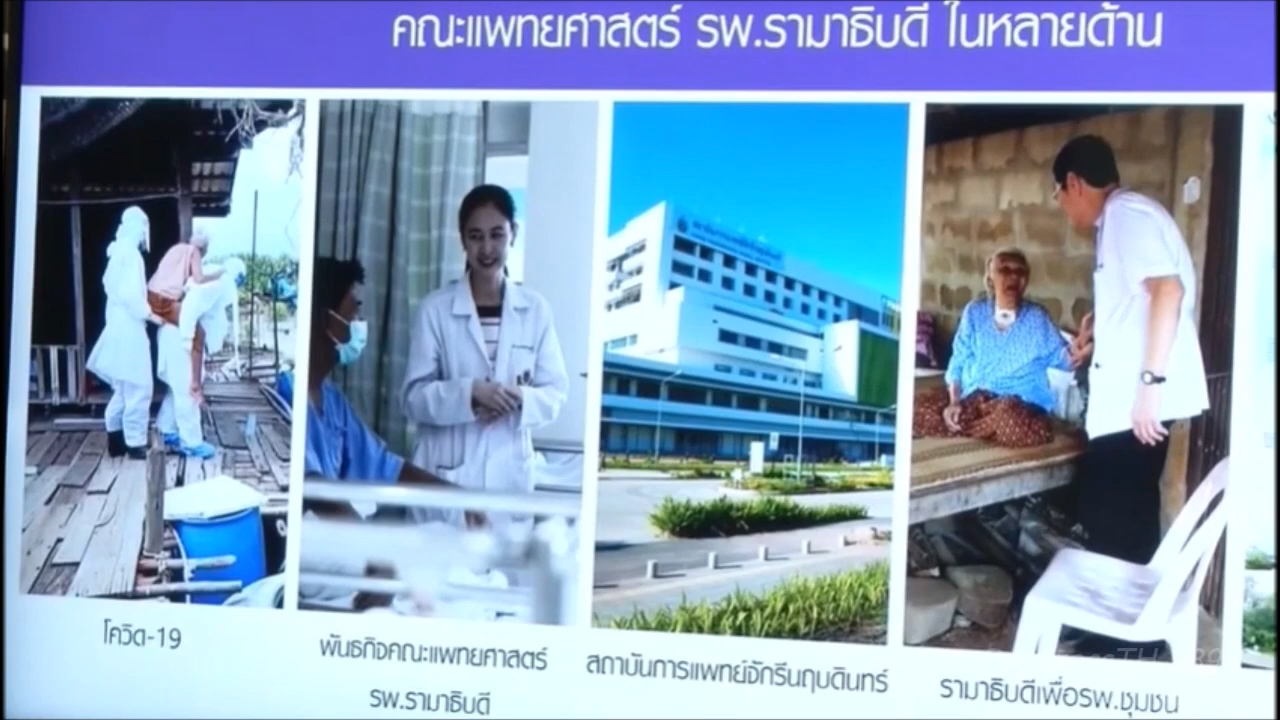 คณะแพทยศาสตร์ รพ.รามาธิบดี ในหลายด้าน
โควิด-19
พันธกิจคณะแพทยศาสตร์
รพ.รามาธิบดี
สถาบันการแพทย์จักรีนฤบดินทร์
รามาธิบดีเพื่อรพ.ชุมชน